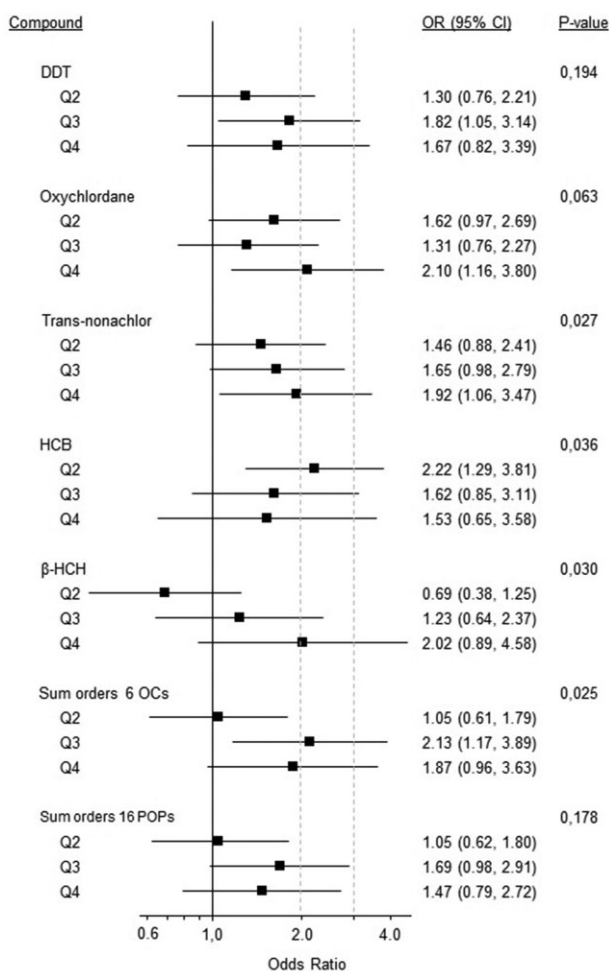 Compound OR (95% CI) P-value
DDT 0,194
Q2 1.30 (0.76, 2.21)
Q3 1.82 (1.05, 3.14)
Q4 1.67 (0.82, 3.39)
Oxychlordane 0,063
Q2 1.62 (0.97, 2.69)
Q3 1.31 (0.76, 2.27)
Q4 2.10 (1.16, 3.80)
Trans-nonachlor 0,027
Q2 1.46 (0.88, 2.41)
Q3 1.65 (0.98, 2.79)
Q4 1.92 (1.06, 3.47)
HCB 0,036
Q2 2.22 (1.29, 3.81)
Q3 1.62 (0.85, 3.11)
Q4 1.53 (0.65, 3.58)
β-HCH 0,030
Q2 0.69 (0.38, 1.25)
Q3 1.23 (0.64, 2.37)
Q4 2.02 (0.89, 4.58)
Sum orders 6 OCs 0,025
Q2 1.05 (0.61, 1.79)
Q3 2.13 (1.17, 3.89)
Q4 1.87 (0.96, 3.63)
Sum orders 16 POPs 0,178
Q2 1.05 (0.62, 1.80)
Q3 1.69 (0.98, 2.91)
Q4 1.47 (0.79, 2.72)
0.6 1,0 2.0 4.0
Odds Ratio